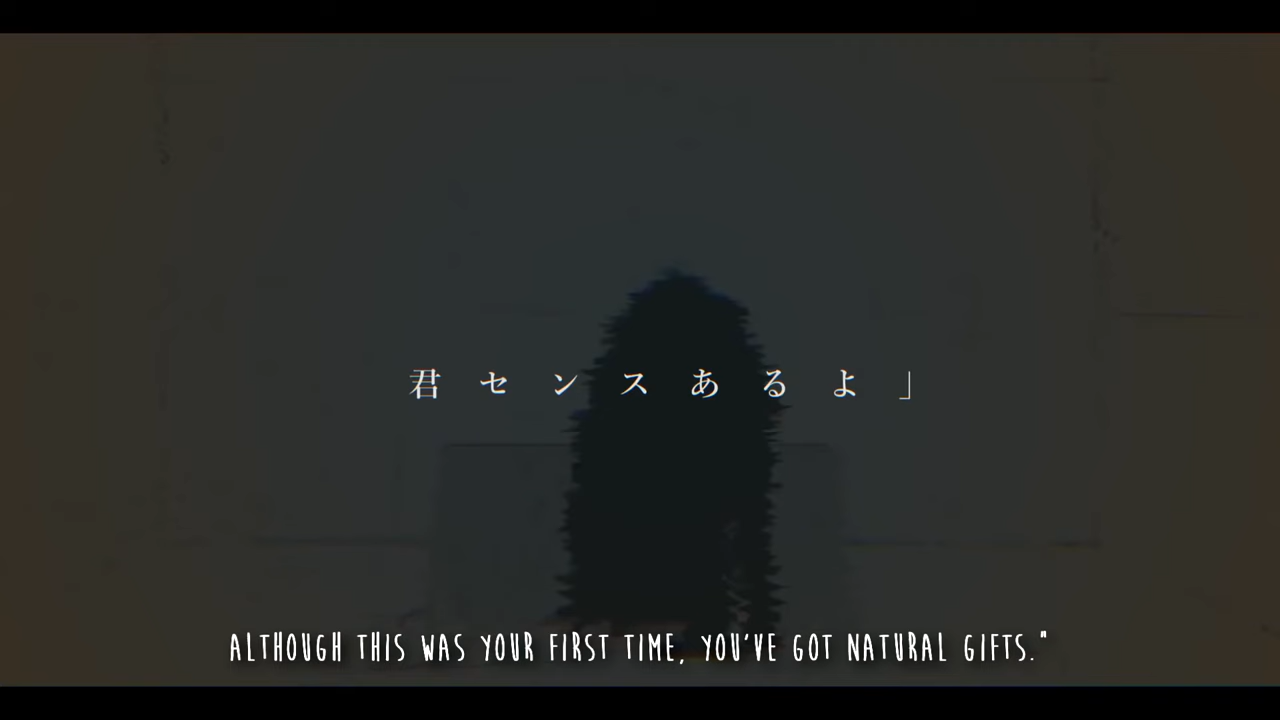 君センスあるよ」
ALTHOUGH THIS WAS YOUR FIRST TIME, YOU'VE GOT NATURAL GIFTS."